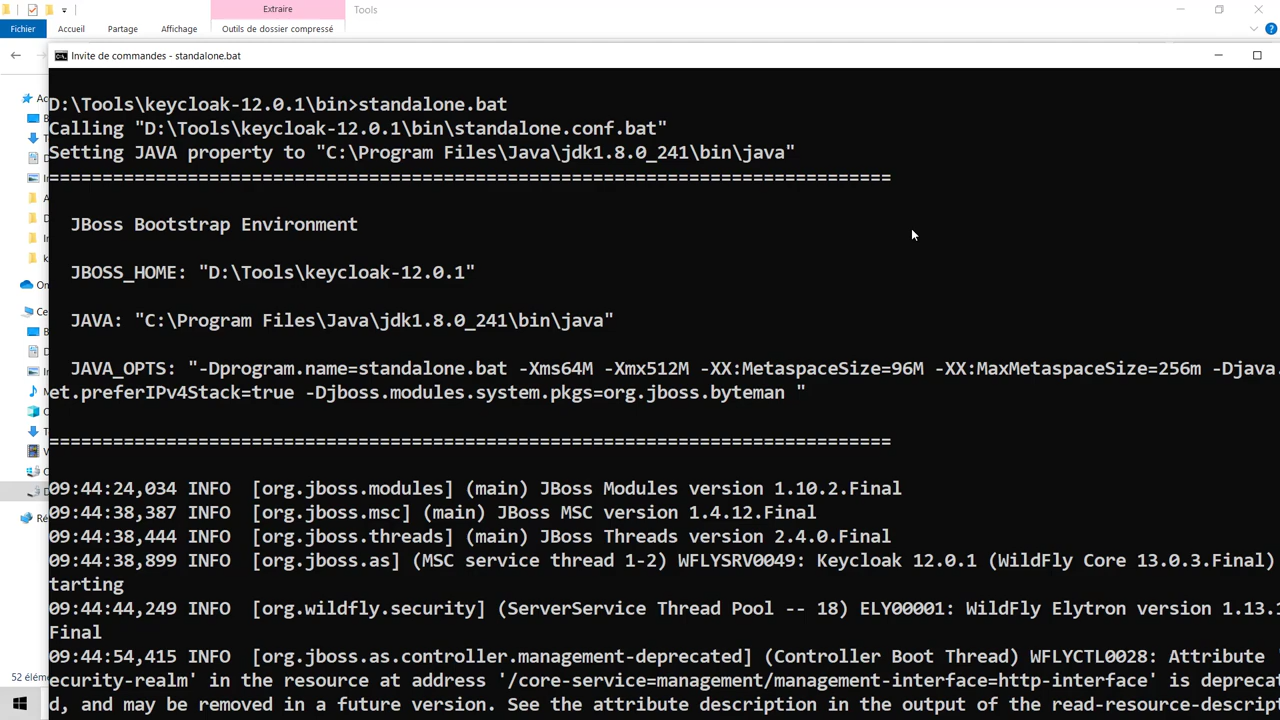 Extraire
Tools
Fichier
Accueil
Partage
Affichage
Outils de dossier compressé
Invite de commandes - standalone.bat
D:\Tools\keycloak-12.0.1\bin>standalone.bat
Calling "D:\Tools\keycloak-12.0.1\bin\standalone.conf.bat"
Setting JAVA property to "C:\Program Files\Java\jdk1.8.0_241\bin\java"
===============================================================================
JBoss Bootstrap Environment
JBOSS_HOME: "D:\Tools\keycloak-12.0.1"
JAVA: "C:\Program Files\Java\jdk1.8.0_241\bin\java"
JAVA_OPTS: "-Dprogram.name=standalone.bat -Xms64M -Xmx512M -XX:MetaspaceSize=96M -XX:MaxMetaspaceSize=256m -Djava.
et.preferIPv4Stack=true -Djboss.modules.system.pkgs=org.jboss.byteman "
===============================================================================
09:44:24,034 INFO  [org.jboss.modules] (main) JBoss Modules version 1.10.2.Final
09:44:38,387 INFO  [org.jboss.msc] (main) JBoss MSC version 1.4.12.Final
09:44:38,444 INFO  [org.jboss.threads] (main) JBoss Threads version 2.4.0.Final
09:44:38,899 INFO  [org.jboss.as] (MSC service thread 1-2) WFLYSRV0049: Keycloak 12.0.1 (WildFly Core 13.0.3.Final)
tarting
09:44:44,249 INFO  [org.wildfly.security] (ServerService Thread Pool -- 18) ELY00001: WildFly Elytron version 1.13.1
Final
09:44:54,415 INFO  [org.jboss.as.controller.management-deprecated] (Controller Boot Thread) WFLYCTL0028: Attribute '
ecurity-realm' in the resource at address '/core-service=management/management-interface=http-interface' is deprecat
d, and may be removed in a future version. See the attribute description in the output of the read-resource-descript
52 élém